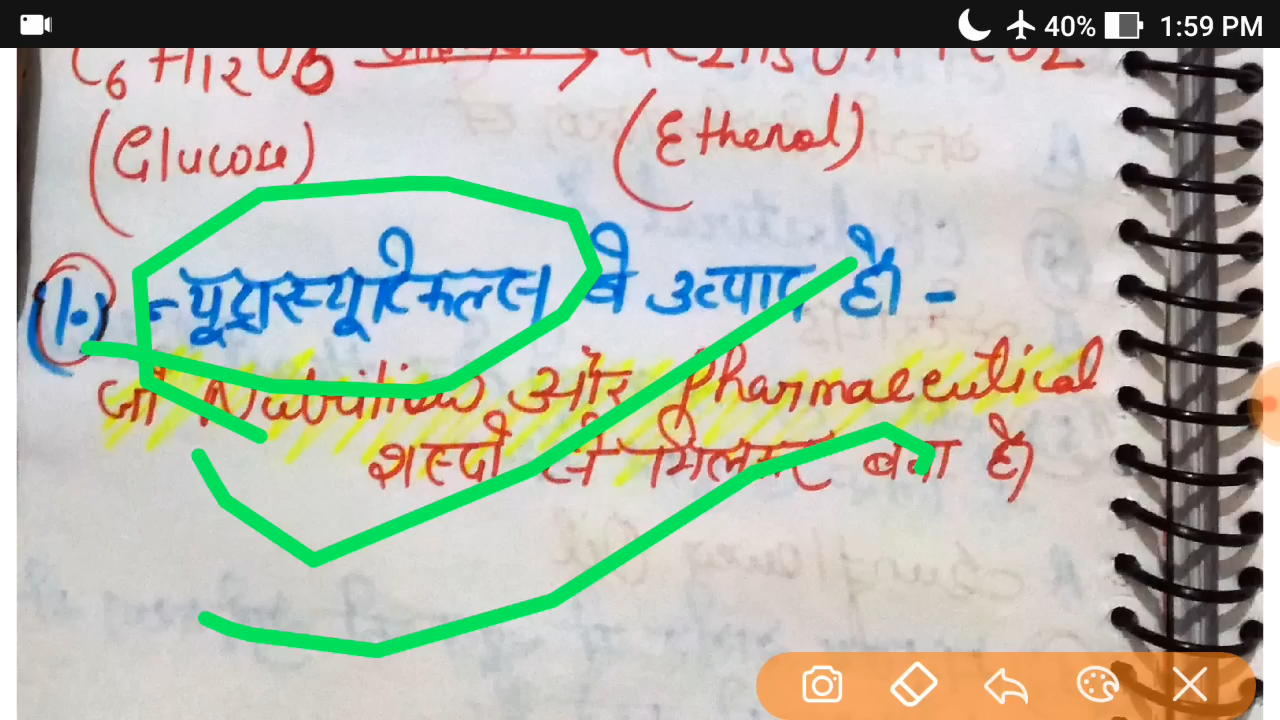 40% 1:59 PM
C6H12O6
(Glucose) (Ethenol)
1. - न्यूट्रास्यूटिकल्स वे उत्पाद है। -
जो Nutrition और Pharmaceutical
शब्दों से मिलकर बना है।